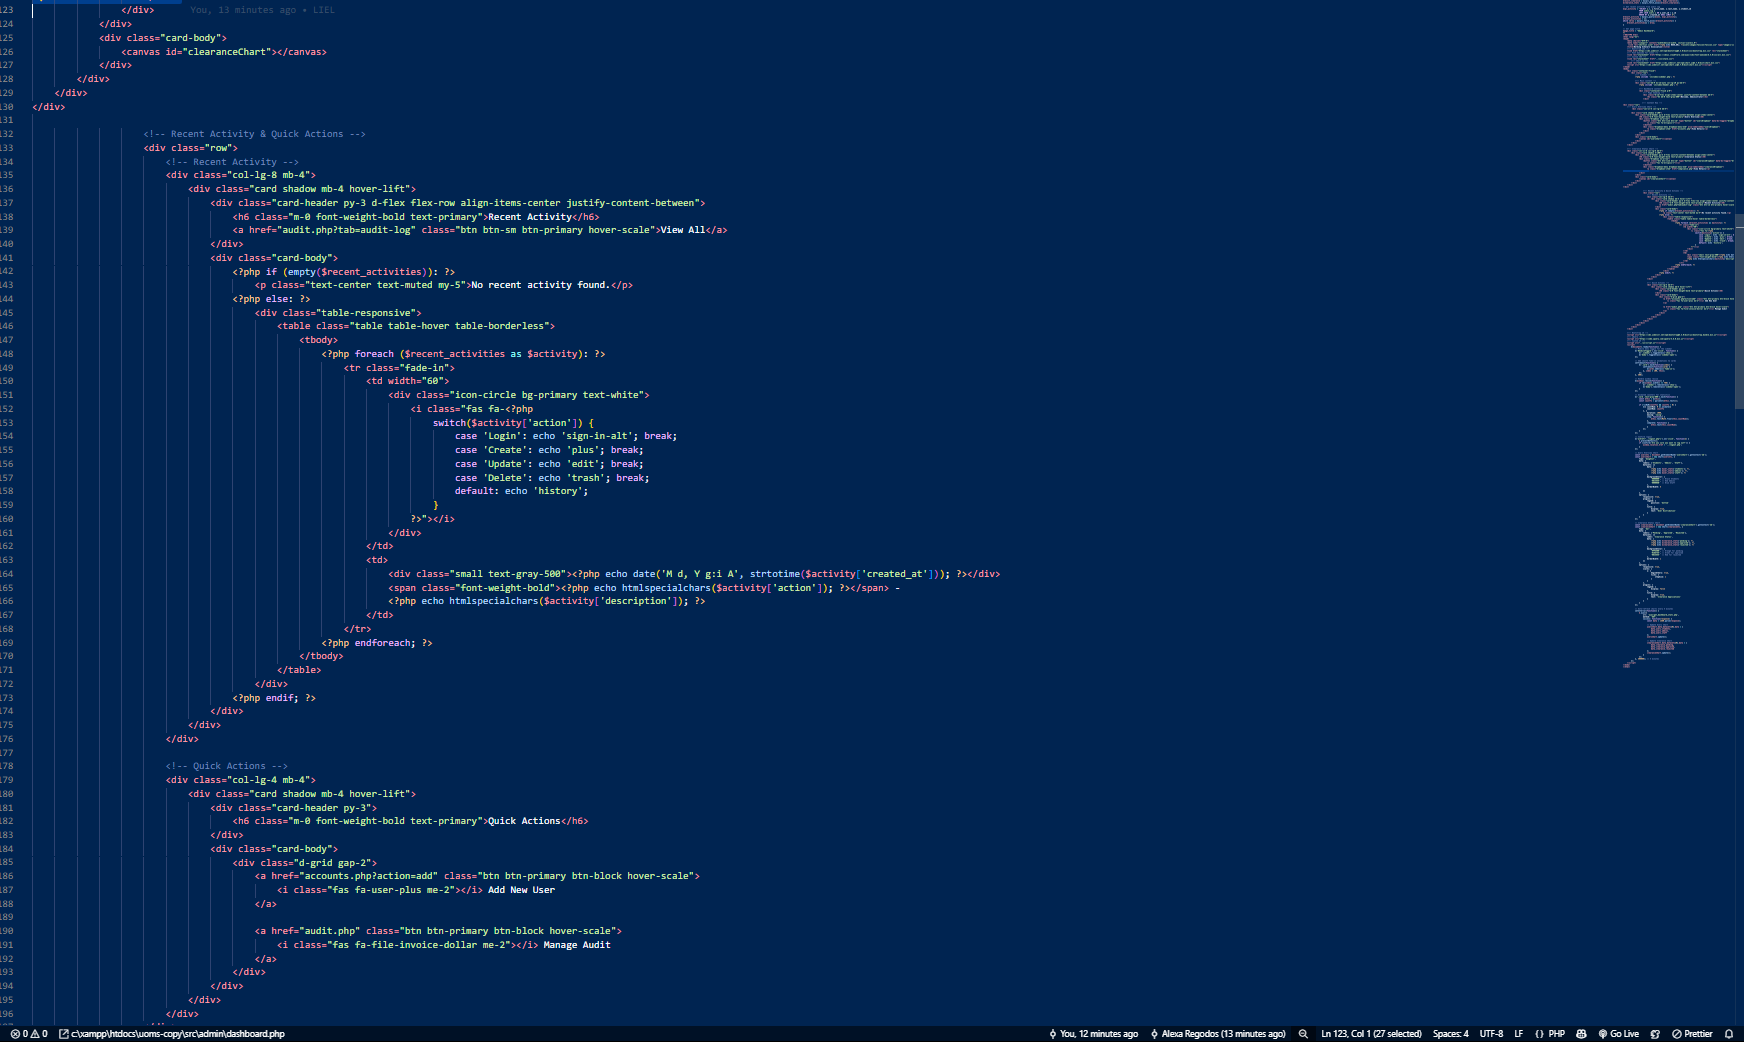 123 </div> You, 13 minutes ago • LIEL
124 </div>
125 <div class="card-body">
126 <canvas id="clearanceChart"></canvas>
127 </div>
128 </div>
129 </div>
130 </div>
131
132 <!-- Recent Activity & Quick Actions -->
133 <div class="row">
134 <!-- Recent Activity -->
135 <div class="col-lg-8 mb-4">
136 <div class="card shadow mb-4 hover-lift">
137 <div class="card-header py-3 d-flex flex-row align-items-center justify-content-between">
138 <h6 class="m-0 font-weight-bold text-primary">Recent Activity</h6>
139 <a href="audit.php?tab=audit-log" class="btn btn-sm btn-primary hover-scale">View All</a>
140 </div>
141 <div class="card-body">
142 <?php if (empty($recent_activities)): ?>
143 <p class="text-center text-muted my-5">No recent activity found.</p>
144 <?php else: ?>
145 <div class="table-responsive">
146 <table class="table table-hover table-borderless">
147 <tbody>
148 <?php foreach ($recent_activities as $activity): ?>
149 <tr class="fade-in">
150 <td width="60">
151 <div class="icon-circle bg-primary text-white">
152 <i class="fas fa-<?php
153 switch($activity['action']) {
154 case 'Login': echo 'sign-in-alt'; break;
155 case 'Create': echo 'plus'; break;
156 case 'Update': echo 'edit'; break;
157 case 'Delete': echo 'trash'; break;
158 default: echo 'history';
159 }
160 ?>"></i>
161 </div>
162 </td>
163 <td>
164 <div class="small text-gray-500"><?php echo date('M d, Y g:i A', strtotime($activity['created_at'])); ?></div>
165 <span class="font-weight-bold"><?php echo htmlspecialchars($activity['action']); ?></span> -
166 <?php echo htmlspecialchars($activity['description']); ?>
167 </td>
168 </tr>
169 <?php endforeach; ?>
170 </tbody>
171 </table>
172 </div>
173 <?php endif; ?>
174 </div>
175 </div>
176 </div>
177
178 <!-- Quick Actions -->
179 <div class="col-lg-4 mb-4">
180 <div class="card shadow mb-4 hover-lift">
181 <div class="card-header py-3">
182 <h6 class="m-0 font-weight-bold text-primary">Quick Actions</h6>
183 </div>
184 <div class="card-body">
185 <div class="d-grid gap-2">
186 <a href="accounts.php?action=add" class="btn btn-primary btn-block hover-scale">
187 <i class="fas fa-user-plus me-2"></i> Add New User
188 </a>
189
190 <a href="audit.php" class="btn btn-primary btn-block hover-scale">
191 <i class="fas fa-file-invoice-dollar me-2"></i> Manage Audit
192 </a>
193 </div>
194 </div>
195 </div>
196 </div>
0 0 c:\xampp\htdocs\uoms-copy\src\admin\dashboard.php You, 12 minutes ago Alexa Regodos (13 minutes ago) Ln 123, Col 1 (27 selected) Spaces: 4 UTF-8 LF {} PHP Go Live Prettier